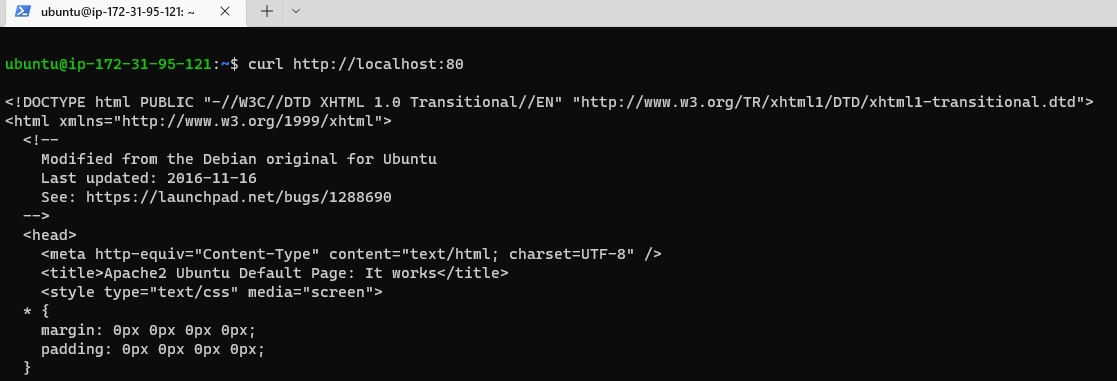 ubuntu@ip-172-31-95-121: ~
ubuntu@ip-172-31-95-121:~$ curl http://localhost:80
<!DOCTYPE html PUBLIC "-//W3C//DTD XHTML 1.0 Transitional//EN" "http://www.w3.org/TR/xhtml1/DTD/xhtml1-transitional.dtd">
<html xmlns="http://www.w3.org/1999/xhtml">
  <!--
    Modified from the Debian original for Ubuntu
    Last updated: 2016-11-16
    See: https://launchpad.net/bugs/1288690
  -->
  <head>
    <meta http-equiv="Content-Type" content="text/html; charset=UTF-8" />
    <title>Apache2 Ubuntu Default Page: It works</title>
    <style type="text/css" media="screen">
  * {
    margin: 0px 0px 0px 0px;
    padding: 0px 0px 0px 0px;
  }